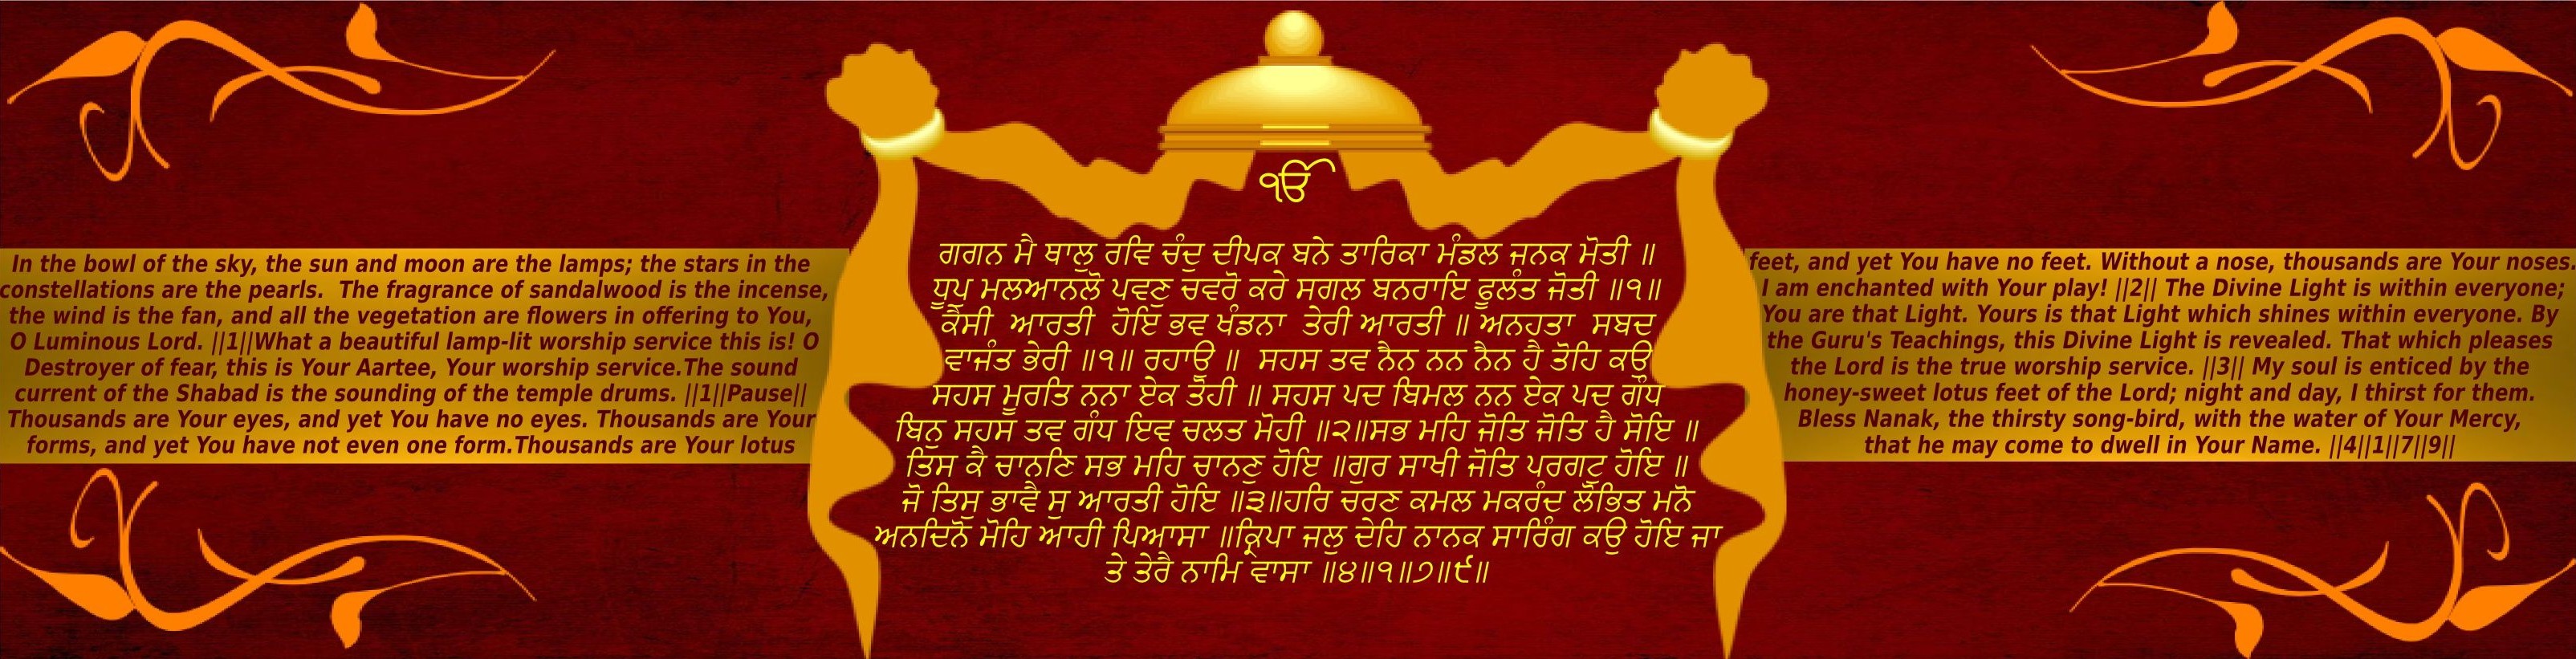 ੴ
In the bowl of the sky, the sun and moon are the lamps; the stars in the
constellations are the pearls.  The fragrance of sandalwood is the incense,
the wind is the fan, and all the vegetation are flowers in offering to You,
O Luminous Lord. ||1||What a beautiful lamp-lit worship service this is! O
Destroyer of fear, this is Your Aartee, Your worship service.The sound
current of the Shabad is the sounding of the temple drums. ||1||Pause||
Thousands are Your eyes, and yet You have no eyes. Thousands are Your
forms, and yet You have not even one form.Thousands are Your lotus
ਗਗਨ ਮੈ ਥਾਲੁ ਰਵਿ ਚੰਦੁ ਦੀਪਕ ਬਨੇ ਤਾਰਿਕਾ ਮੰਡਲ ਜਨਕ ਮੋਤੀ ॥
ਧੂਪੁ ਮਲਆਨਲੋ ਪਵਣੁ ਚਵਰੋ ਕਰੇ ਸਗਲ ਬਨਰਾਇ ਫੂਲੰਤ ਜੋਤੀ ॥੧॥
ਕੈਸੀ  ਆਰਤੀ  ਹੋਇ ਭਵ ਖੰਡਨਾ  ਤੇਰੀ ਆਰਤੀ ॥ ਅਨਹਤਾ  ਸਬਦ
ਵਾਜੰਤ ਭੇਰੀ ॥੧॥ ਰਹਾਉ ॥  ਸਹਸ ਤਵ ਨੈਨ ਨਨ ਨੈਨ ਹੈ ਤੋਹਿ ਕਉ
ਸਹਸ ਮੂਰਤਿ ਨਨਾ ਏਕ ਤੋਹੀ ॥ ਸਹਸ ਪਦ ਬਿਮਲ ਨਨ ਏਕ ਪਦ ਗੰਧ
ਬਿਨੁ ਸਹਸ ਤਵ ਗੰਧ ਇਵ ਚਲਤ ਮੋਹੀ ॥੨॥ਸਭ ਮਹਿ ਜੋਤਿ ਜੋਤਿ ਹੈ ਸੋਇ ॥
ਤਿਸ ਕੈ ਚਾਨਣਿ ਸਭ ਮਹਿ ਚਾਨਣੁ ਹੋਇ ॥ਗੁਰ ਸਾਖੀ ਜੋਤਿ ਪਰਗਟੁ ਹੋਇ ॥
ਜੋ ਤਿਸੁ ਭਾਵੈ ਸੁ ਆਰਤੀ ਹੋਇ ॥੩॥ਹਰਿ ਚਰਣ ਕਮਲ ਮਕਰੰਦ ਲੋਭਿਤ ਮਨੋ
ਅਨਦਿਨੋ ਮੋਹਿ ਆਹੀ ਪਿਆਸਾ ॥ਕ੍ਰਿਪਾ ਜਲੁ ਦੇਹਿ ਨਾਨਕ ਸਾਰਿੰਗ ਕਉ ਹੋਇ ਜਾ
ਤੇ ਤੇਰੈ ਨਾਮਿ ਵਾਸਾ ॥੪॥੧॥੭॥੯॥
feet, and yet You have no feet. Without a nose, thousands are Your noses.
I am enchanted with Your play! ||2|| The Divine Light is within everyone;
You are that Light. Yours is that Light which shines within everyone. By
the Guru's Teachings, this Divine Light is revealed. That which pleases
the Lord is the true worship service. ||3|| My soul is enticed by the
honey-sweet lotus feet of the Lord; night and day, I thirst for them.
Bless Nanak, the thirsty song-bird, with the water of Your Mercy,
that he may come to dwell in Your Name. ||4||1||7||9||